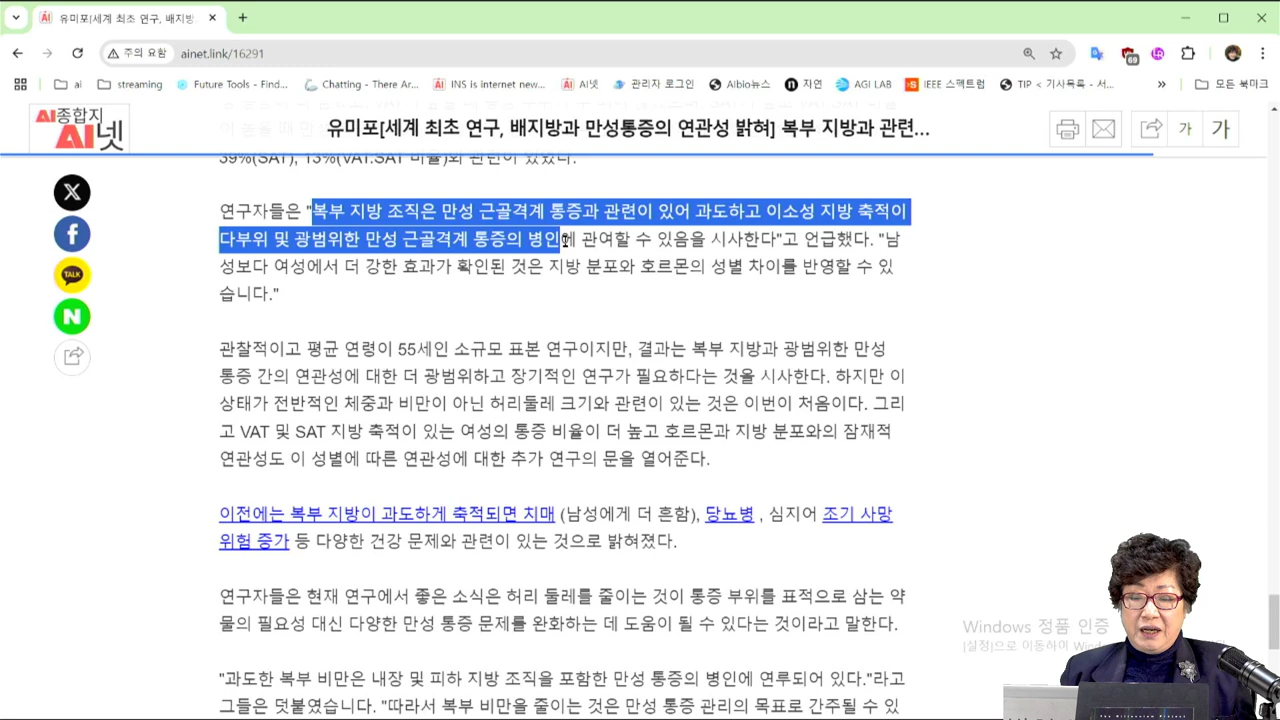 유미포[세계 최초 연구, 배지방
주의 요함
ainet.link/16291
69
ai
streaming
Future Tools - Find...
Chatting - There Ar...
INS is internet new...
AI넷
관리자 로그인
Aibio뉴스
자연
AGI LAB
IEEE 스펙트럼
TIP < 기사목록 - 서...
»
모든 북마크
AI종합지
AI넷
유미포[세계 최초 연구, 배지방과 만성통증의 연관성 밝혀] 복부 지방과 관련...
가
가
39%(SAT), 13%(VAT.SAT 비율)와 관련이 있었다.
연구자들은 "복부 지방 조직은 만성 근골격계 통증과 관련이 있어 과도하고 이소성 지방 축적이
다부위 및 광범위한 만성 근골격계 통증의 병인에 관여할 수 있음을 시사한다"고 언급했다. "남
성보다 여성에서 더 강한 효과가 확인된 것은 지방 분포와 호르몬의 성별 차이를 반영할 수 있
습니다."
관찰적이고 평균 연령이 55세인 소규모 표본 연구이지만, 결과는 복부 지방과 광범위한 만성
통증 간의 연관성에 대한 더 광범위하고 장기적인 연구가 필요하다는 것을 시사한다. 하지만 이
상태가 전반적인 체중과 비만이 아닌 허리둘레 크기와 관련이 있는 것은 이번이 처음이다. 그리
고 VAT 및 SAT 지방 축적이 있는 여성의 통증 비율이 더 높고 호르몬과 지방 분포와의 잠재적
연관성도 이 성별에 따른 연관성에 대한 추가 연구의 문을 열어준다.
이전에는 복부 지방이 과도하게 축적되면 치매 (남성에게 더 흔함), 당뇨병 , 심지어 조기 사망
위험 증가 등 다양한 건강 문제와 관련이 있는 것으로 밝혀졌다.
연구자들은 현재 연구에서 좋은 소식은 허리 둘레를 줄이는 것이 통증 부위를 표적으로 삼는 약
물의 필요성 대신 다양한 만성 통증 문제를 완화하는 데 도움이 될 수 있다는 것이라고 말한다.
"과도한 복부 비만은 내장 및 피하 지방 조직을 포함한 만성 통증의 병인에 연루되어 있다."라고
그들은 덧붙였습니다. "따라서 복부 비만을 줄이는 것은 만성 통증 관리의 목표로 간주될 수 있
X
f
TALK
N
Windows 정품 인증
[설정]으로 이동하여 Wind
The Millennium Project